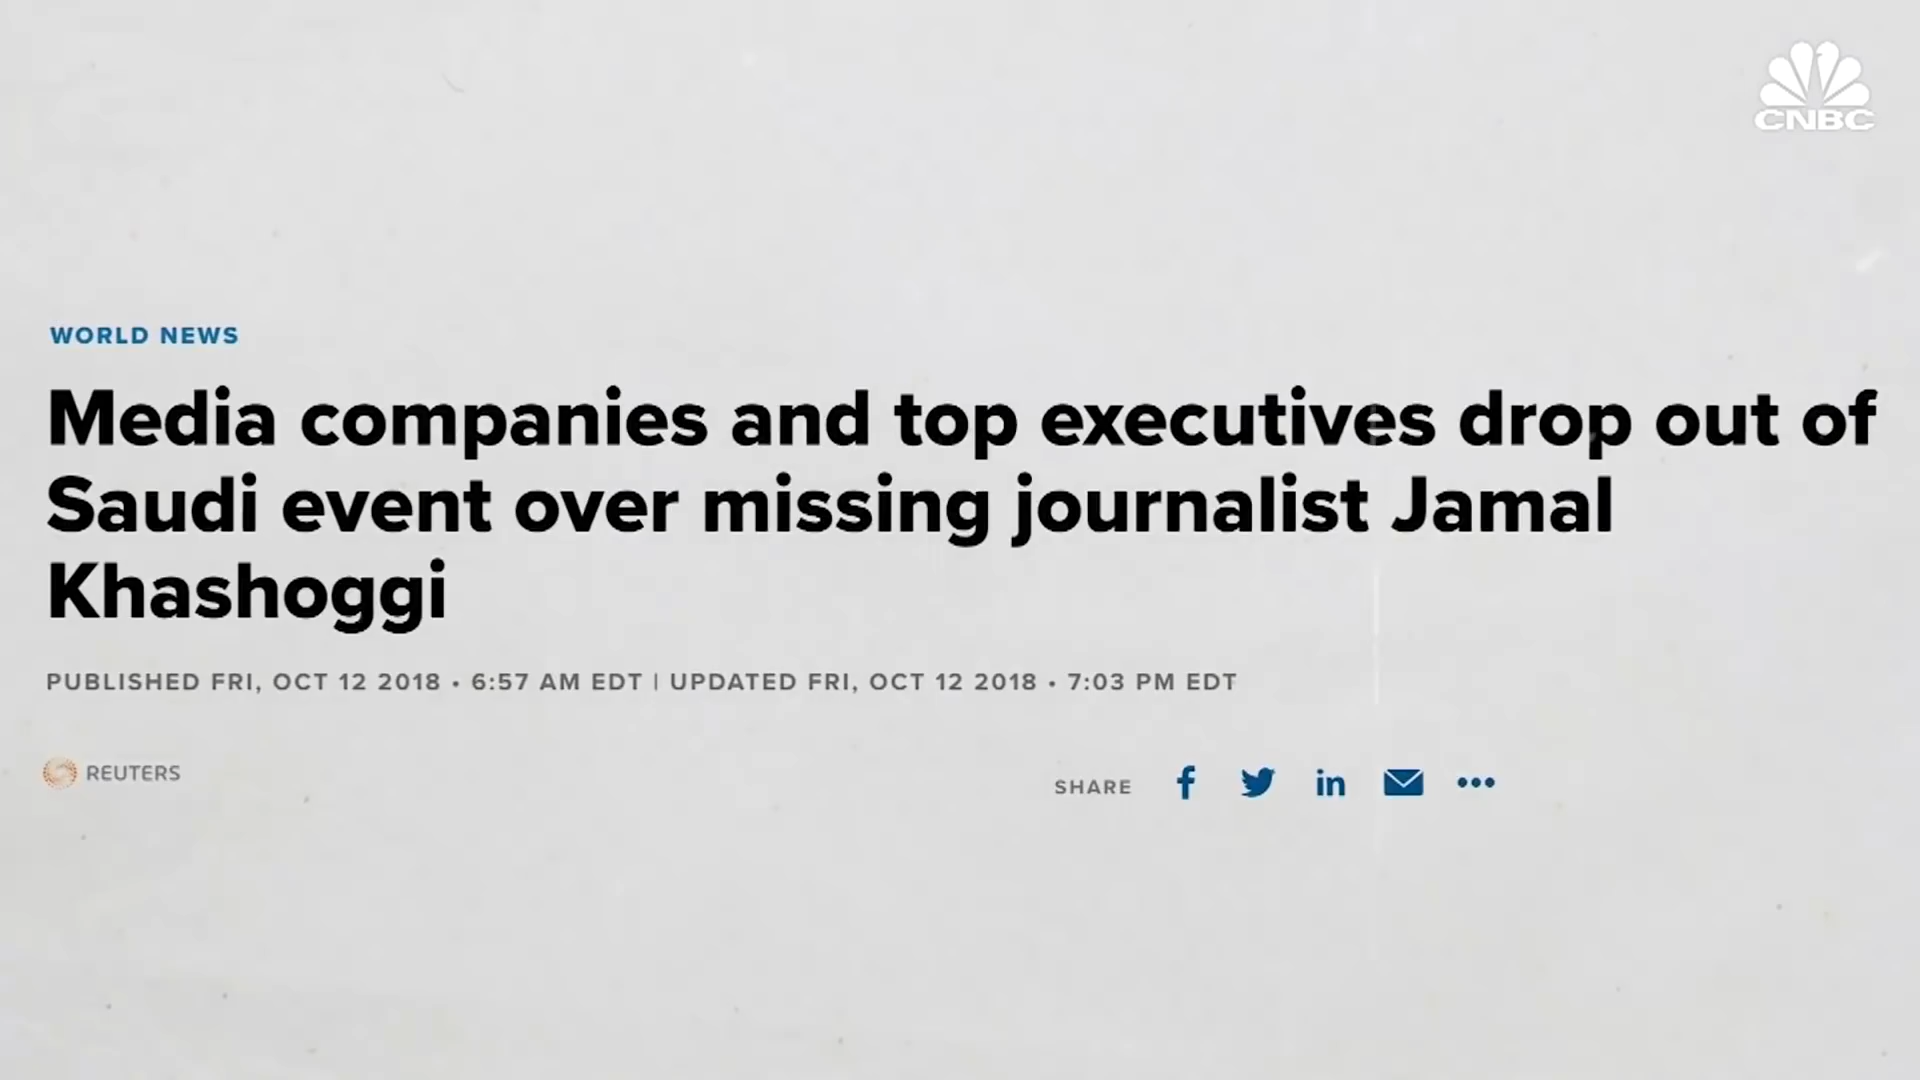 CNBC
WORLD NEWS
Media companies and top executives drop out of
Saudi event over missing journalist Jamal
Khashoggi
PUBLISHED FRI, OCT 12 2018 • 6:57 AM EDT | UPDATED FRI, OCT 12 2018 • 7:03 PM EDT
REUTERS
SHARE